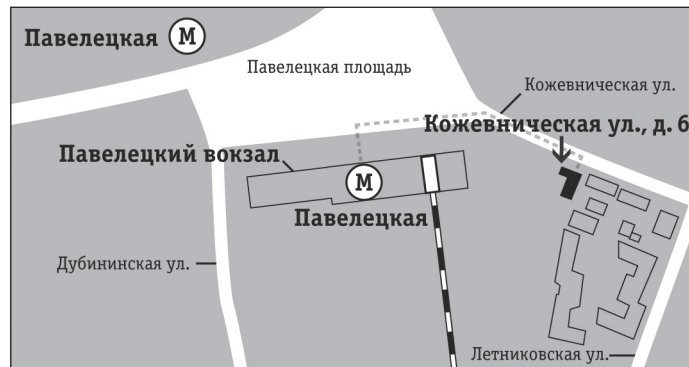 Павелецкая М
Павелецкая площадь
Кожевническая ул.
Кожевническая ул., д. 6
Павелецкий вокзал
М
Павелецкая
Дубининская ул.
Летниковская ул.